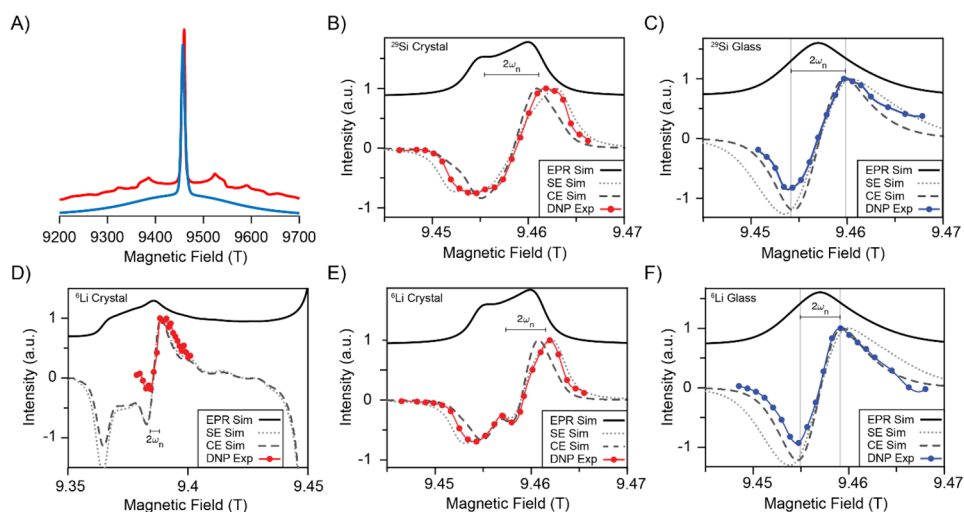 A)
9200 9300 9400 9500 9600 9700
Magnetic Field (T)
B)
²⁹Si Crystal
2ωn
Intensity (a.u.)
1
0
-1
EPR Sim
SE Sim
CE Sim
DNP Exp
9.45 9.46 9.47
Magnetic Field (T)
C)
²⁹Si Glass
2ωn
Intensity (a.u.)
1
0
-1
EPR Sim
SE Sim
CE Sim
DNP Exp
9.45 9.46 9.47
Magnetic Field (T)
D)
⁶Li Crystal
Intensity (a.u.)
1
0
-1
2ωn
EPR Sim
SE Sim
CE Sim
DNP Exp
9.35 9.4 9.45
Magnetic Field (T)
E)
⁶Li Crystal
2ωn
Intensity (a.u.)
1
0
-1
EPR Sim
SE Sim
CE Sim
DNP Exp
9.45 9.46 9.47
Magnetic Field (T)
F)
⁶Li Glass
2ωn
Intensity (a.u.)
1
0
-1
EPR Sim
SE Sim
CE Sim
DNP Exp
9.45 9.46 9.47
Magnetic Field (T)